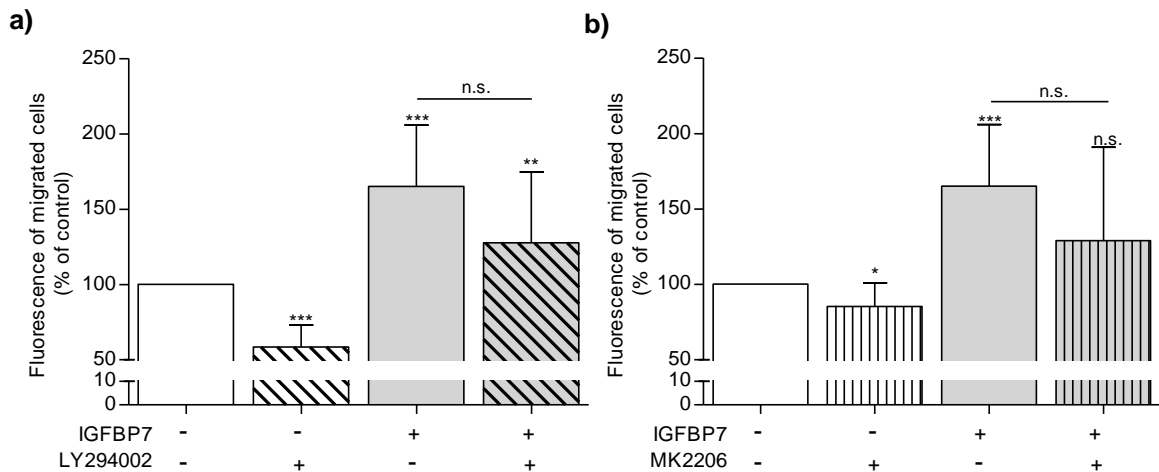 a)
Fluorescence of migrated cells
(% of control)
250
200
150
100
50
10
0
***
***
n.s.
**
IGFBP7 - - + +
LY294002 - + - +
b)
Fluorescence of migrated cells
(% of control)
250
200
150
100
50
10
0
*
***
n.s.
n.s.
IGFBP7 - - + +
MK2206 - + - +